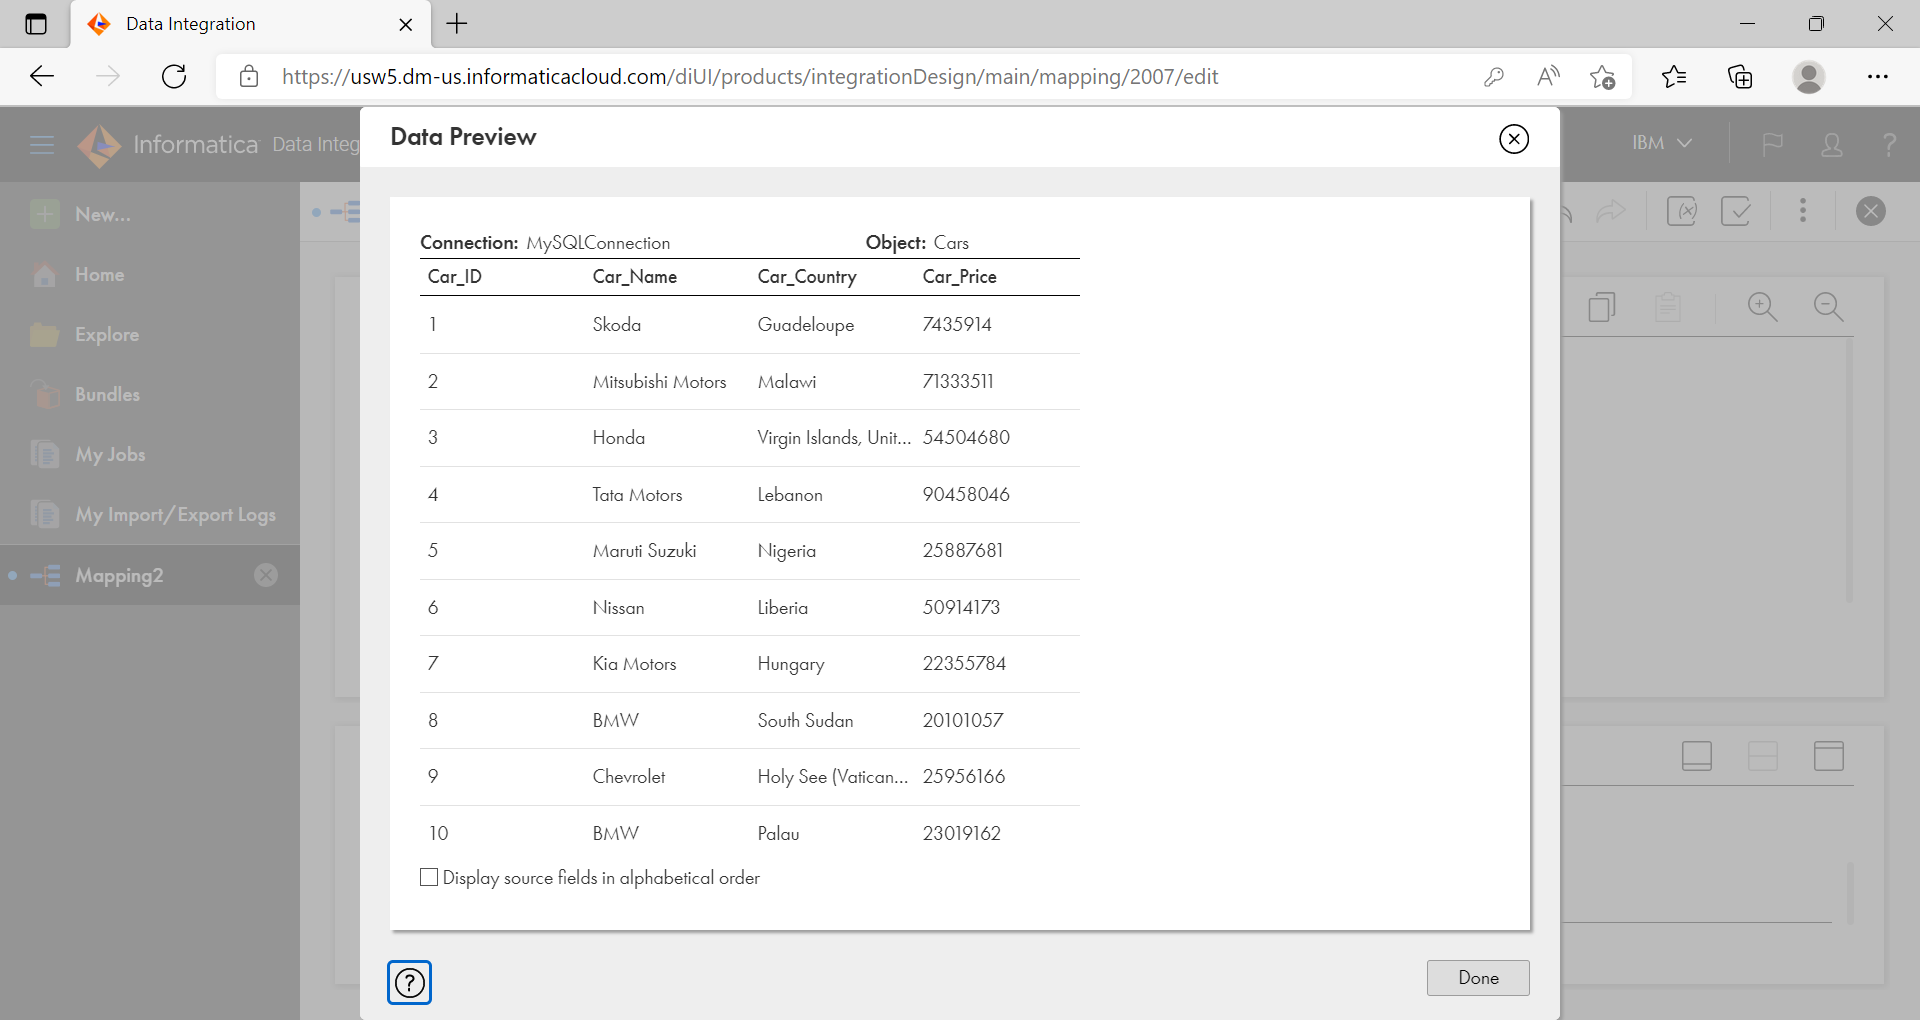 Data Integration
https://usw5.dm-us.informaticacloud.com/diUI/products/integrationDesign/main/mapping/2007/edit
Informatica Data Integ
Data Preview
IBM
?
New...
Home
Explore
Bundles
My Jobs
My Import/Export Logs
Mapping2
Connection: MySQLConnection Object: Cars
Car_ID Car_Name Car_Country Car_Price
1 Skoda Guadeloupe 7435914
2 Mitsubishi Motors Malawi 71333511
3 Honda Virgin Islands, Unit... 54504680
4 Tata Motors Lebanon 90458046
5 Maruti Suzuki Nigeria 25887681
6 Nissan Liberia 50914173
7 Kia Motors Hungary 22355784
8 BMW South Sudan 20101057
9 Chevrolet Holy See (Vatican... 25956166
10 BMW Palau 23019162
Display source fields in alphabetical order
? Done